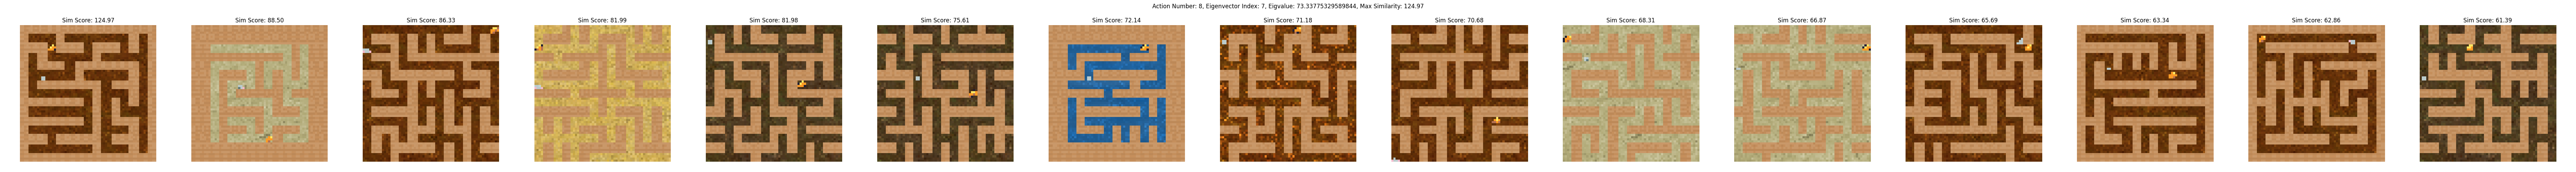 Action Number: 8, Eigenvector Index: 7, Eigvalue: 73.33775329589844, Max Similarity: 124.97
Sim Score: 124.97
Sim Score: 88.50
Sim Score: 86.33
Sim Score: 81.99
Sim Score: 81.98
Sim Score: 75.61
Sim Score: 72.14
Sim Score: 71.18
Sim Score: 70.68
Sim Score: 68.31
Sim Score: 66.87
Sim Score: 65.69
Sim Score: 63.34
Sim Score: 62.86
Sim Score: 61.39